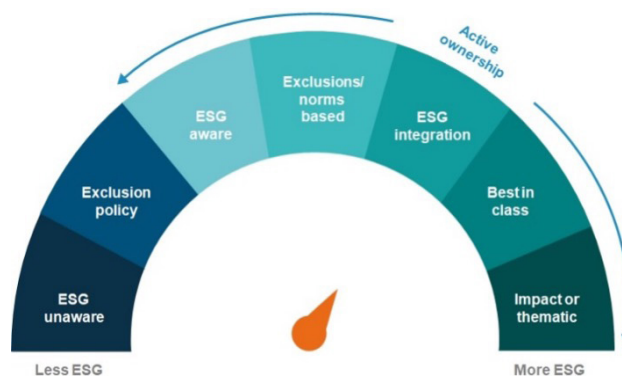 ESG
unaware
Exclusion
policy
ESG
aware
Exclusions/
norms
based
ESG
integration
Best in
class
Impact or
thematic
Active
ownership
Less ESG
More ESG